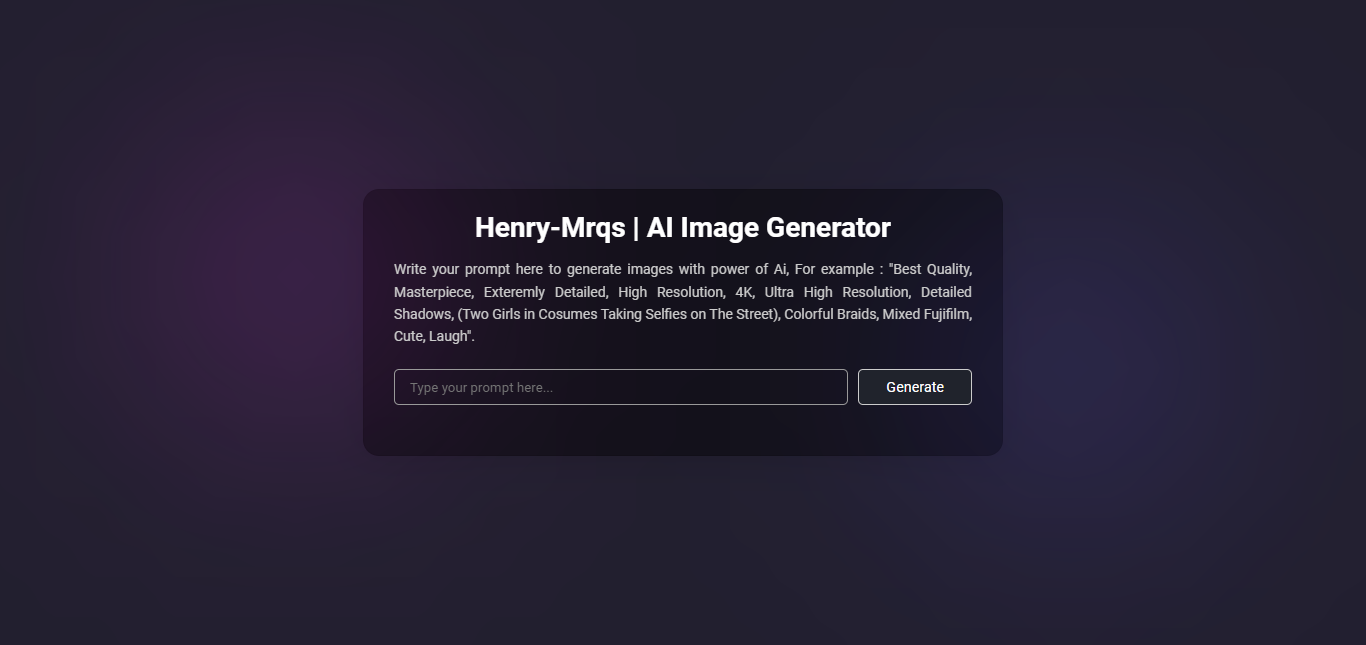 Henry-Mrqs | AI Image Generator
Write your prompt here to generate images with power of Ai, For example : "Best Quality,
Masterpiece, Exteremly Detailed, High Resolution, 4K, Ultra High Resolution, Detailed
Shadows, (Two Girls in Cosumes Taking Selfies on The Street), Colorful Braids, Mixed Fujifilm,
Cute, Laugh".
Type your prompt here... Generate